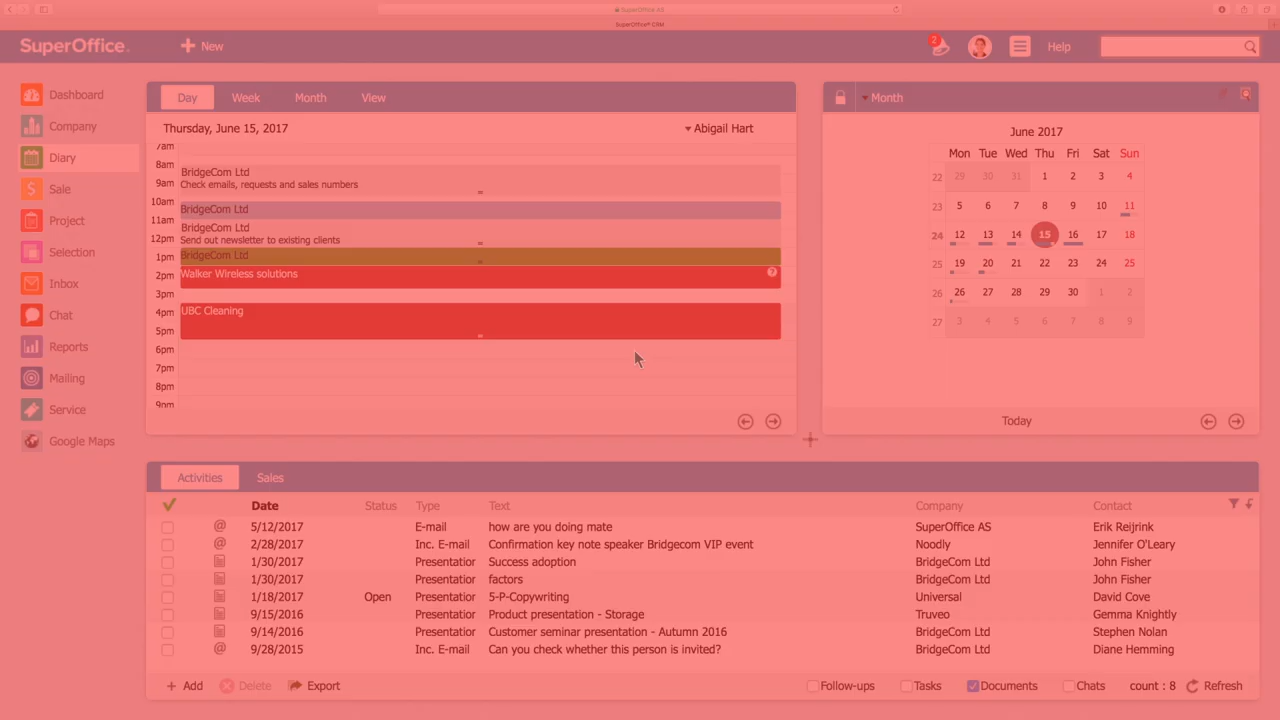 SuperOffice AS
SuperOffice® CRM
SuperOffice.
New
2
Help
Dashboard
Company
Diary
Sale
Project
Selection
Inbox
Chat
Reports
Mailing
Service
Google Maps
Day Week Month View
Thursday, June 15, 2017
Abigail Hart
7am
8am
9am
10am
11am
12pm
1pm
2pm
3pm
4pm
5pm
6pm
7pm
8pm
9pm
BridgeCom Ltd
Check emails, requests and sales numbers
BridgeCom Ltd
BridgeCom Ltd
Send out newsletter to existing clients
BridgeCom Ltd
Walker Wireless solutions
?
UBC Cleaning
Month
June 2017
Mon Tue Wed Thu Fri Sat Sun
22 29 30 31 1 2 3 4
23 5 6 7 8 9 10 11
24 12 13 14 15 16 17 18
25 19 20 21 22 23 24 25
26 26 27 28 29 30 1 2
27 3 4 5 6 7 8 9
Today
Activities Sales
Date Status Type Text Company Contact
@ 5/12/2017 E-mail how are you doing mate SuperOffice AS Erik Reijrink
@ 2/28/2017 Inc. E-mail Confirmation key note speaker Bridgecom VIP event Noodly Jennifer O'Leary
1/30/2017 Presentation Success adoption BridgeCom Ltd John Fisher
1/30/2017 Presentation factors BridgeCom Ltd John Fisher
1/18/2017 Open Presentation 5-P-Copywriting Universal David Cove
9/15/2016 Presentation Product presentation - Storage Truveo Gemma Knightly
9/14/2016 Presentation Customer seminar presentation - Autumn 2016 BridgeCom Ltd Stephen Nolan
@ 9/28/2015 Inc. E-mail Can you check whether this person is invited? BridgeCom Ltd Diane Hemming
+ Add Delete Export Follow-ups Tasks Documents Chats count : 8 Refresh